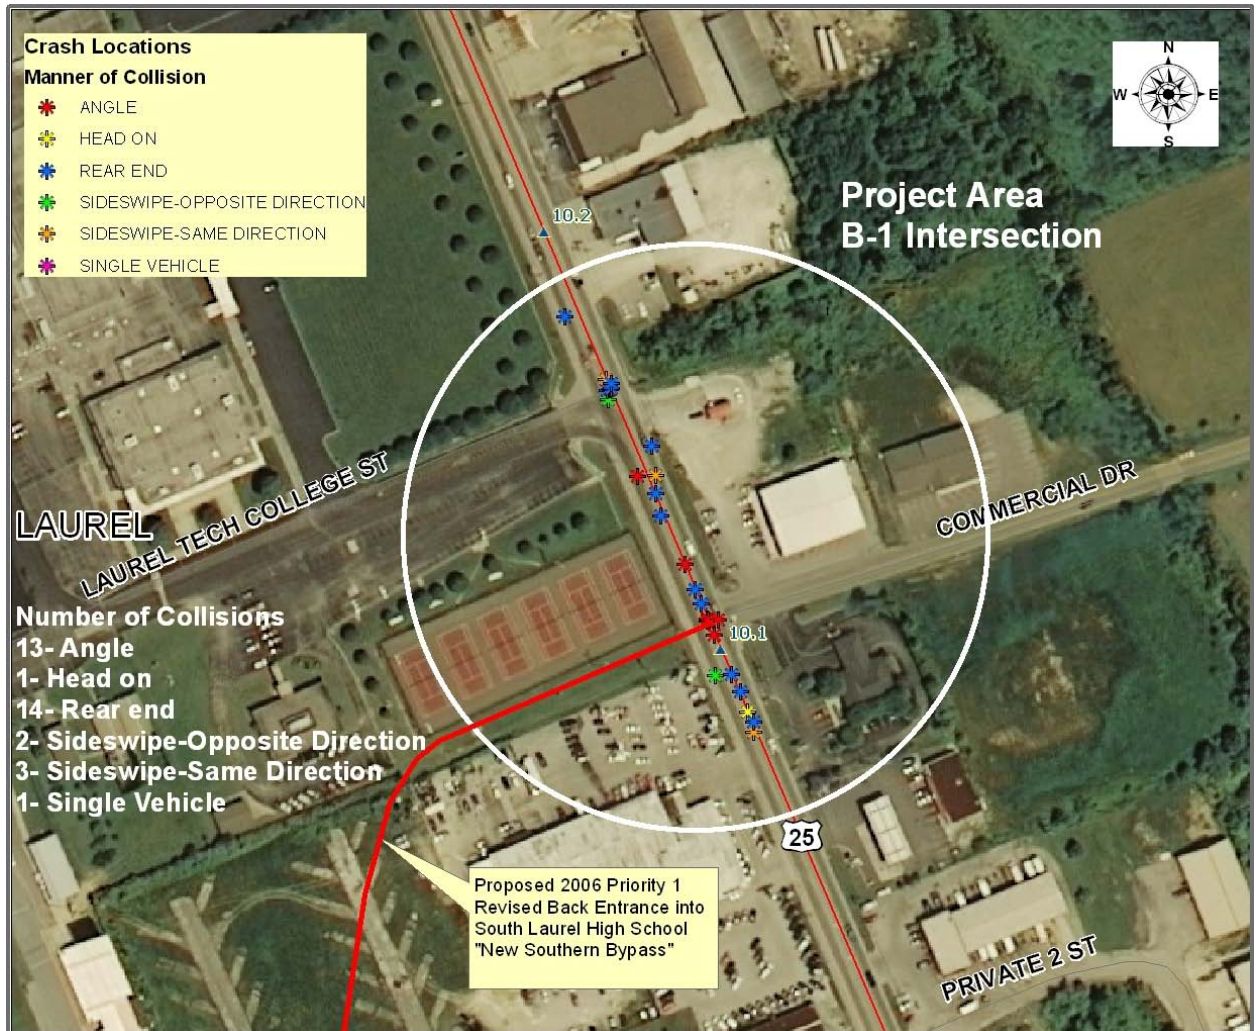 Crash Locations
Manner of Collision
ANGLE
HEAD ON
REAR END
SIDESWIPE-OPPOSITE DIRECTION
SIDESWIPE-SAME DIRECTION
SINGLE VEHICLE
N
W
E
S
Project Area
B-1 Intersection
10.2
LAUREL TECH COLLEGE ST
COMMERCIAL DR
LAUREL
Number of Collisions
13- Angle
1- Head on
14- Rear end
2- Sideswipe-Opposite Direction
3- Sideswipe-Same Direction
1- Single Vehicle
10.1
25
Proposed 2006 Priority 1
Revised Back Entrance into
South Laurel High School
"New Southern Bypass"
PRIVATE 2 ST